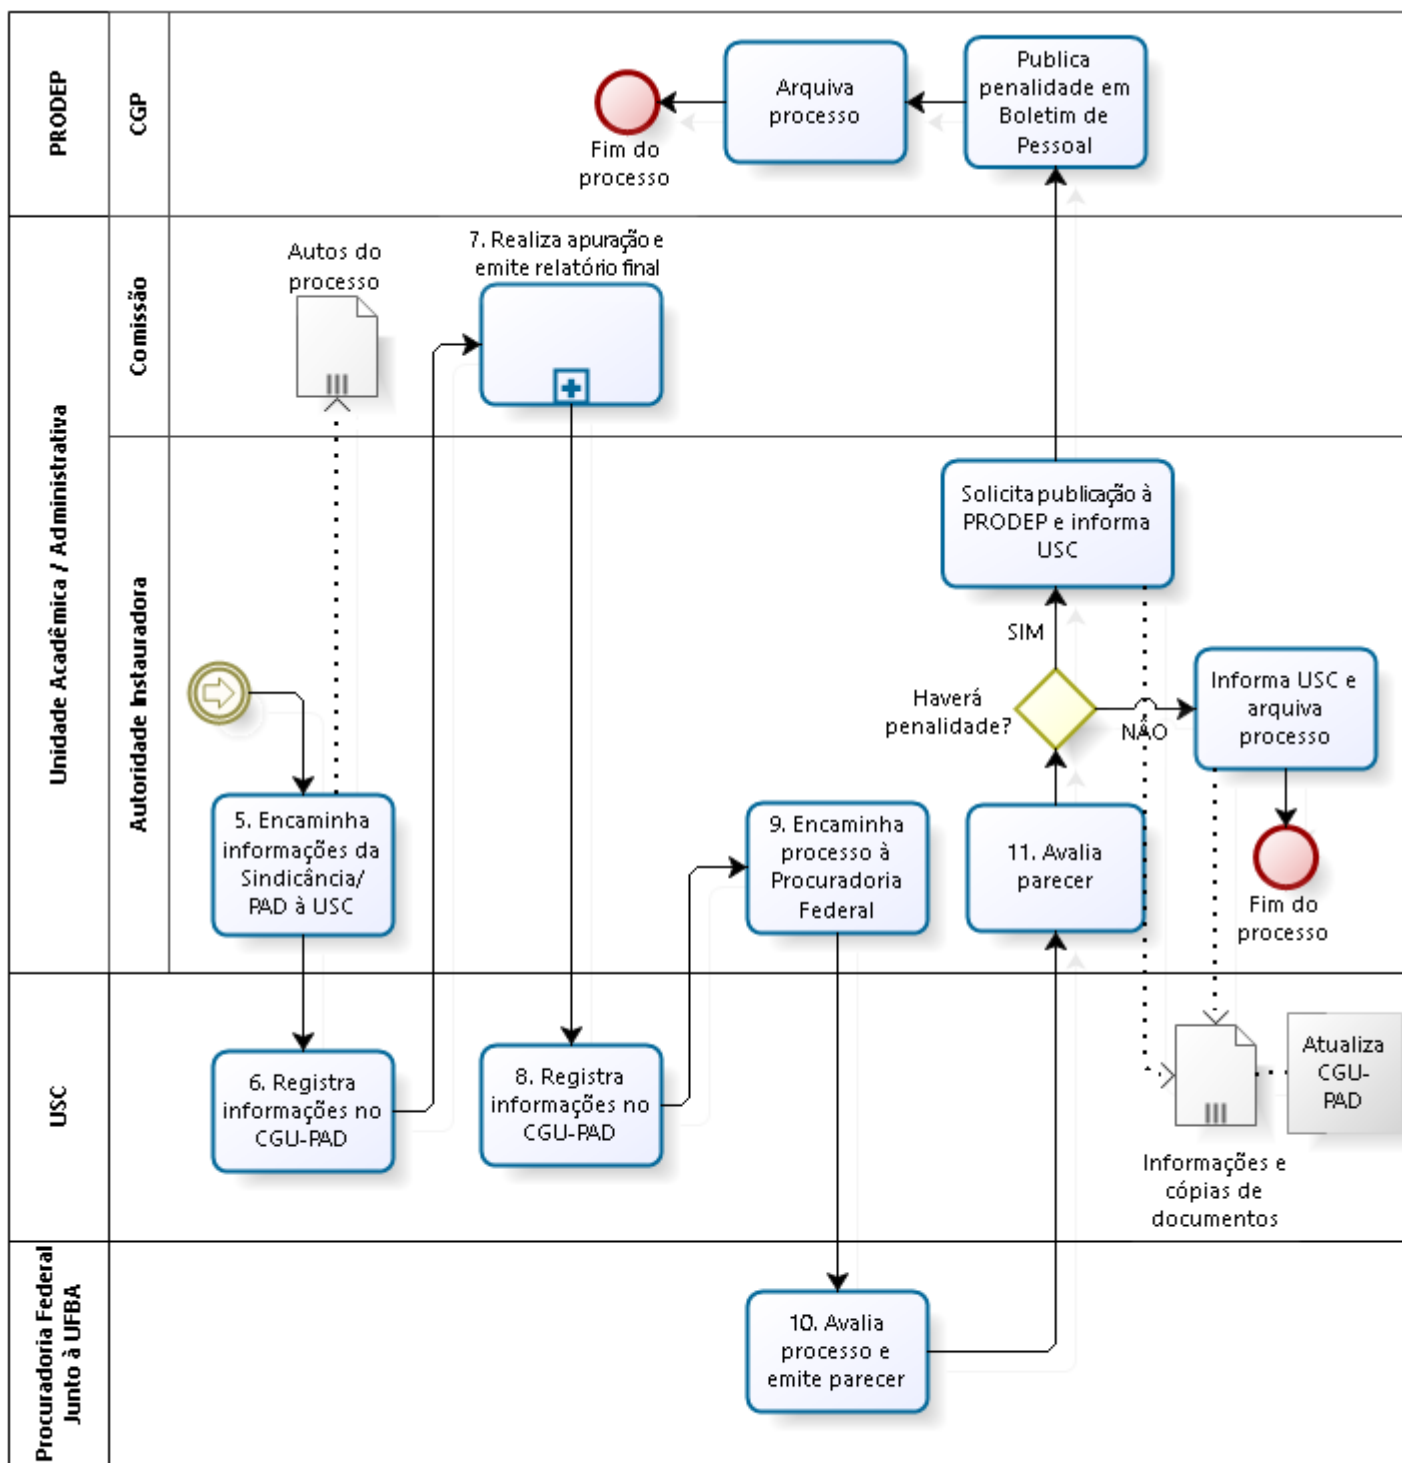 PRODEP
CGP
Fim do
processo
Arquiva
processo
Publica
penalidade em
Boletim de
Pessoal
Unidade Acadêmica / Administrativa
Comissão
Autos do
processo
7. Realiza apuração e
emite relatório final
Autoridade Instauradora
Solicita publicação à
PRODEP e informa
USC
SIM
Haverá
penalidade?
NÃO
Informa USC e
arquiva
processo
5. Encaminha
informações da
Sindicância/
PAD à USC
9. Encaminha
processo à
Procuradoria
Federal
11. Avalia
parecer
Fim do
processo
USC
6. Registra
informações no
CGU-PAD
8. Registra
informações no
CGU-PAD
Atualiza
CGU-
PAD
Informações e
cópias de
documentos
Procuradoria Federal
Junto à UFBA
10. Avalia
processo e
emite parecer